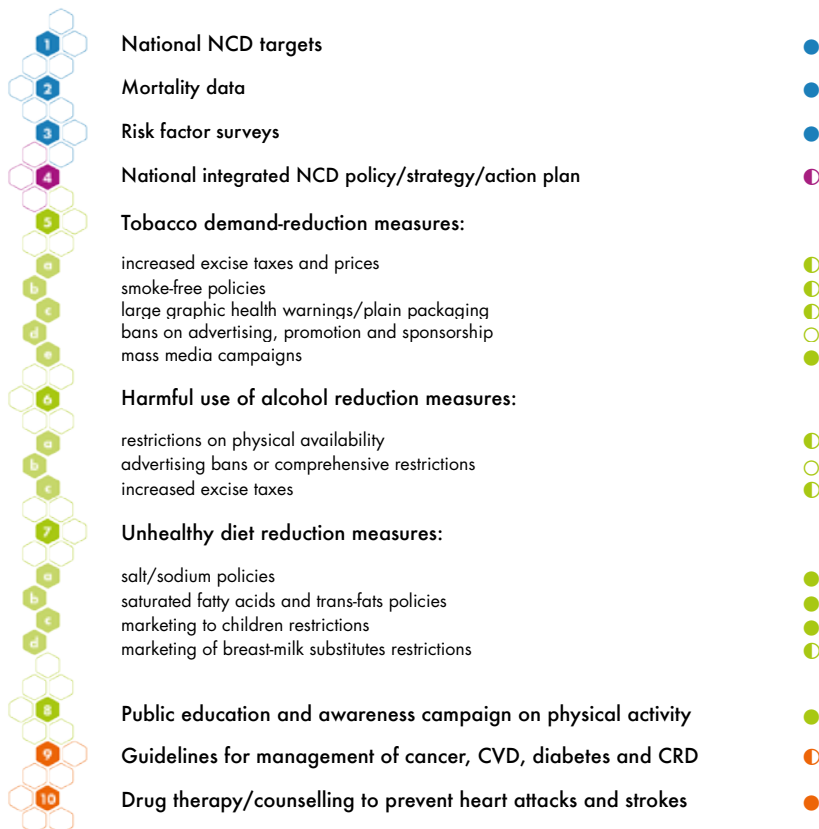 1 National NCD targets
2 Mortality data
3 Risk factor surveys
4 National integrated NCD policy/strategy/action plan
5 Tobacco demand-reduction measures:
a increased excise taxes and prices
b smoke-free policies
c large graphic health warnings/plain packaging
d bans on advertising, promotion and sponsorship
e mass media campaigns
6 Harmful use of alcohol reduction measures:
a restrictions on physical availability
b advertising bans or comprehensive restrictions
c increased excise taxes
7 Unhealthy diet reduction measures:
a salt/sodium policies
b saturated fatty acids and trans-fats policies
c marketing to children restrictions
d marketing of breast-milk substitutes restrictions
8 Public education and awareness campaign on physical activity
9 Guidelines for management of cancer, CVD, diabetes and CRD
10 Drug therapy/counselling to prevent heart attacks and strokes